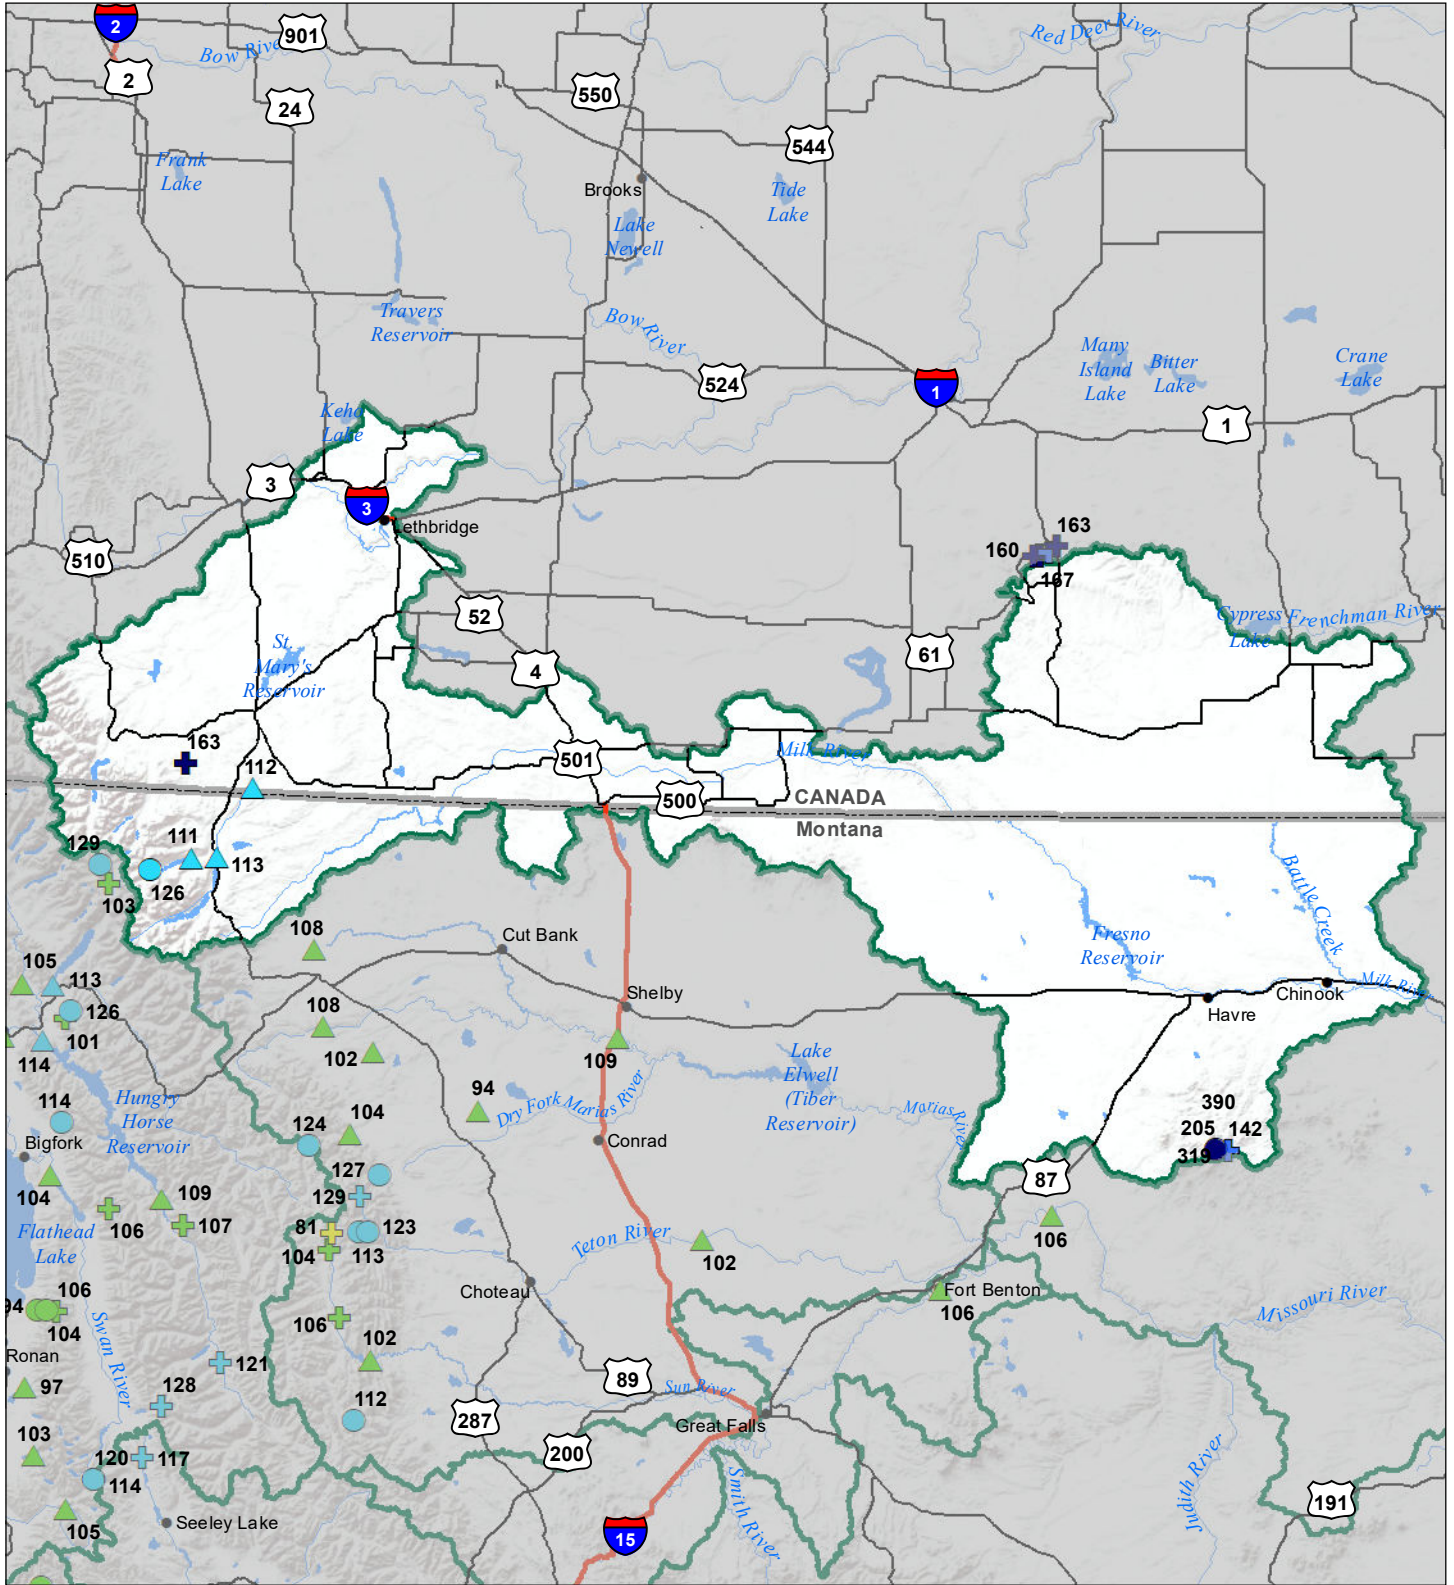 2
901
Bow River
Red Deer River
2
24
550
544
Frank
Lake
Brooks
Tide
Lake
Lake
Newell
Travers
Reservoir
Bow River
Many
Island
Lake
Bitter
Lake
Crane
Lake
524
1
1
Keho
Lake
3
3
Lethbridge
510
163
160
167
52
Cypress
Lake
Frenchman River
4
61
St.
Mary's
Reservoir
163
112
501
Milk River
500
CANADA
Montana
129
111
113
103
126
Battle Creek
108
Cut Bank
Fresno
Reservoir
105
113
Shelby
Chinook
Milk River
126
108
Havre
101
102
109
114
Lake
Elwell
(Tiber
Reservoir)
94
Dry Fork Marias River
Marias River
Hungry
Horse
Reservoir
114
104
390
124
205
142
Bigfork
Conrad
319
127
87
104
129
109
106
107
81
123
Flathead
Lake
104
113
Teton River
102
106
Choteau
Fort Benton
106
Missouri River
94
106
104
106
Swan River
102
Ronan
121
97
89
Sun River
128
112
287
Great Falls
103
200
120
117
114
Smith River
Judith River
191
105
Seeley Lake
15